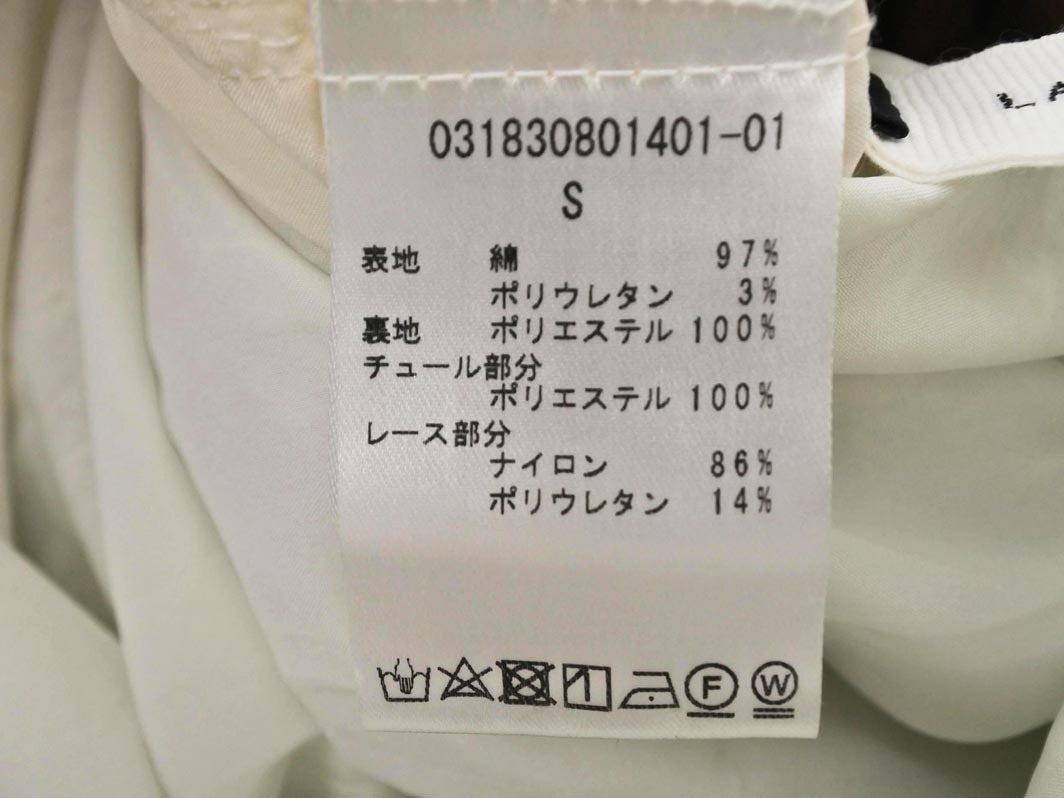 031830801401-01
S
表地 綿 97%
ポリウレタン 3%
裏地 ポリエステル 100%
チュール部分
ポリエステル 100%
レース部分
ナイロン 86%
ポリウレタン 14%
F W
LA